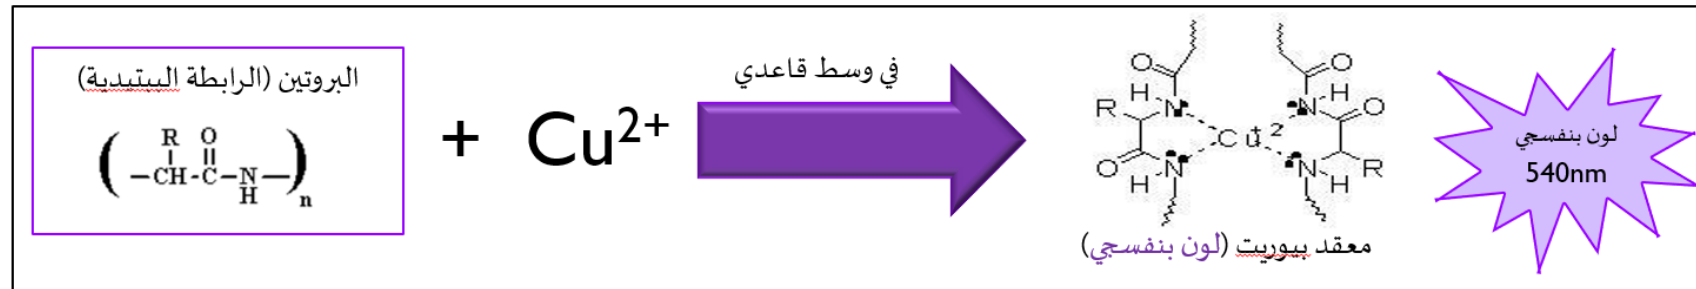 البروتين (الرابطة الببتيدية)
R O
( –CH-C–N– )n
H
+
Cu2+
في وسط قاعدي
O O
H N N H
R O
Cu+2
O N N R
H H
معقد بيوريت (لون بنفسجي)
لون بنفسجي
540nm